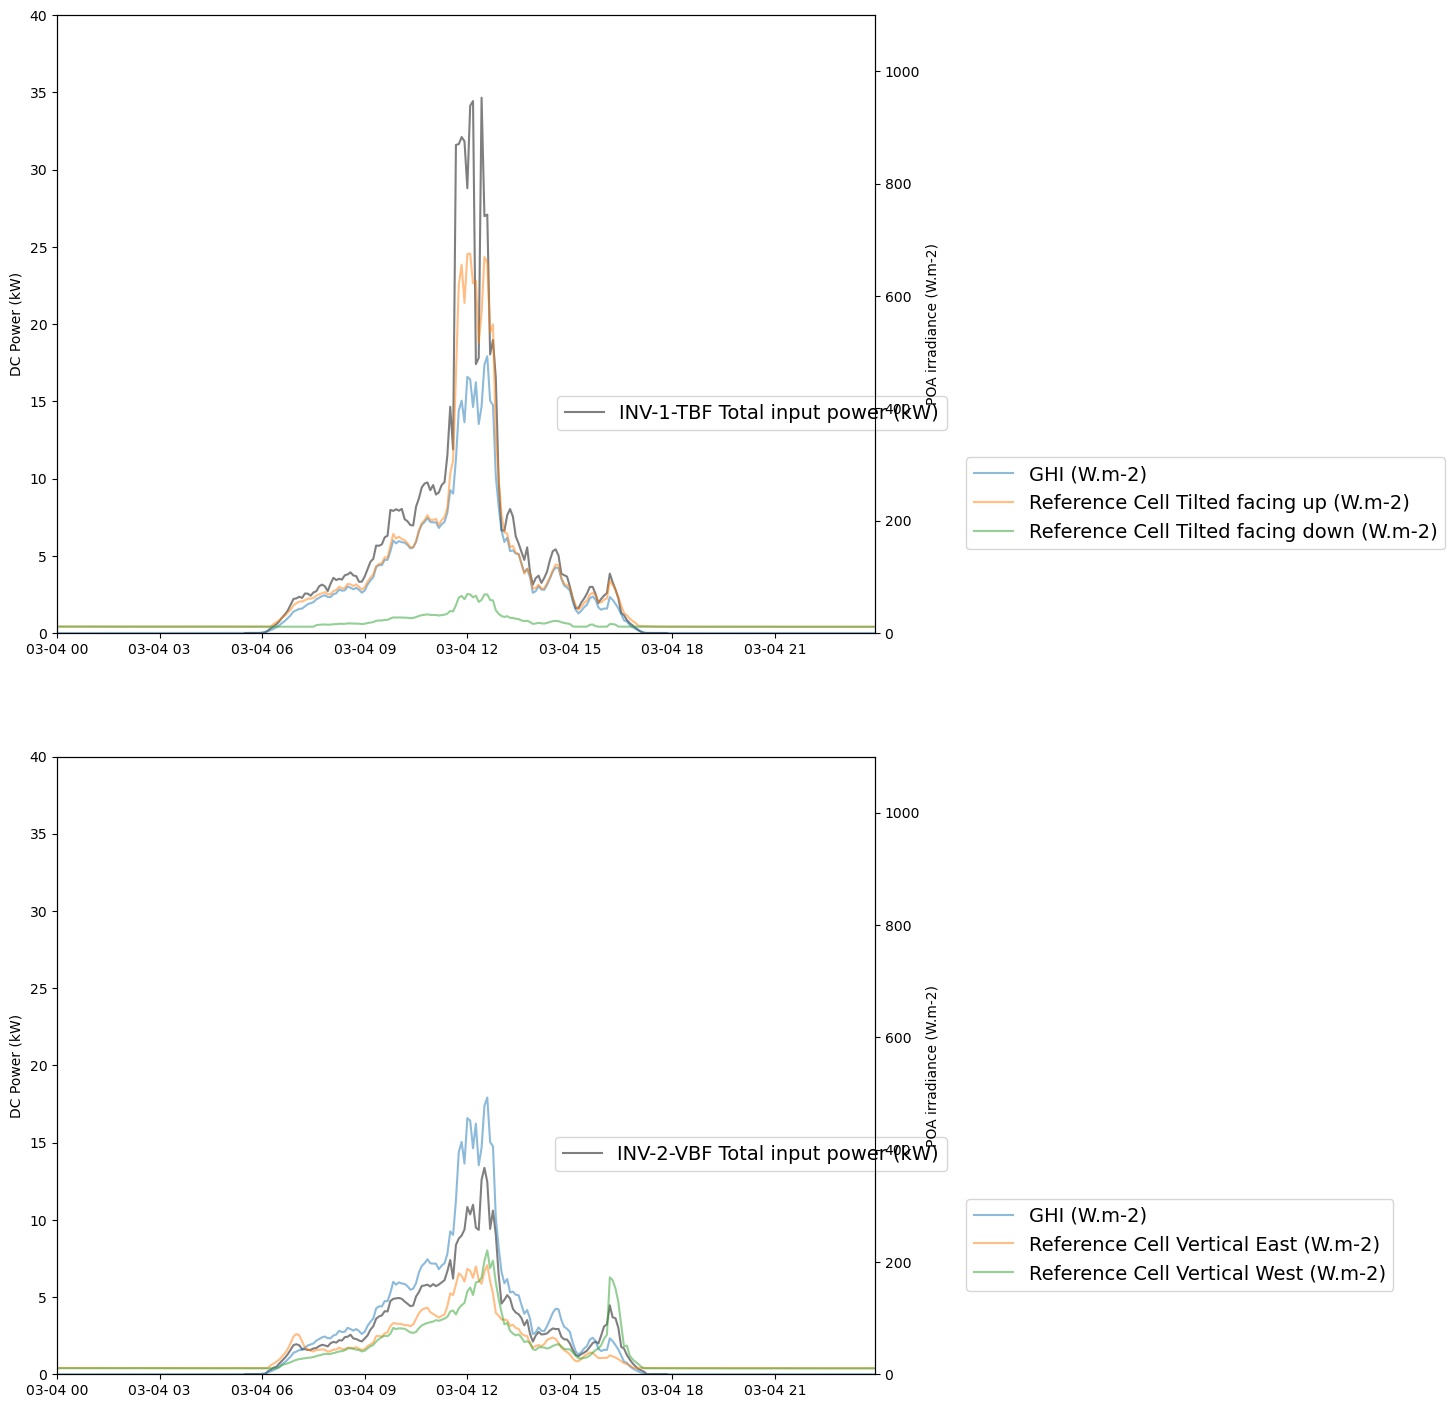 40
35
30
25
20
15
10
5
0
DC Power (kW)
1000
800
600
400
200
0
POA irradiance (W.m-2)
INV-1-TBF Total input power (kW)
GHI (W.m-2)
Reference Cell Tilted facing up (W.m-2)
Reference Cell Tilted facing down (W.m-2)
03-04 00 03-04 03 03-04 06 03-04 09 03-04 12 03-04 15 03-04 18 03-04 21
40
35
30
25
20
15
10
5
0
DC Power (kW)
1000
800
600
400
200
0
POA irradiance (W.m-2)
INV-2-VBF Total input power (kW)
GHI (W.m-2)
Reference Cell Vertical East (W.m-2)
Reference Cell Vertical West (W.m-2)
03-04 00 03-04 03 03-04 06 03-04 09 03-04 12 03-04 15 03-04 18 03-04 21